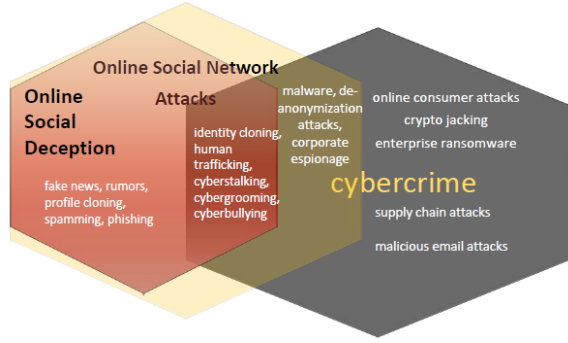 Online Social Network
Attacks
Online
Social
Deception
fake news, rumors,
profile cloning,
spamming, phishing
identity cloning,
human
trafficking,
cyberstalking,
cybergrooming,
cyberbullying
malware, de-
anonymization
attacks,
corporate
espionage
online consumer attacks
crypto jacking
enterprise ransomware
cybercrime
supply chain attacks
malicious email attacks